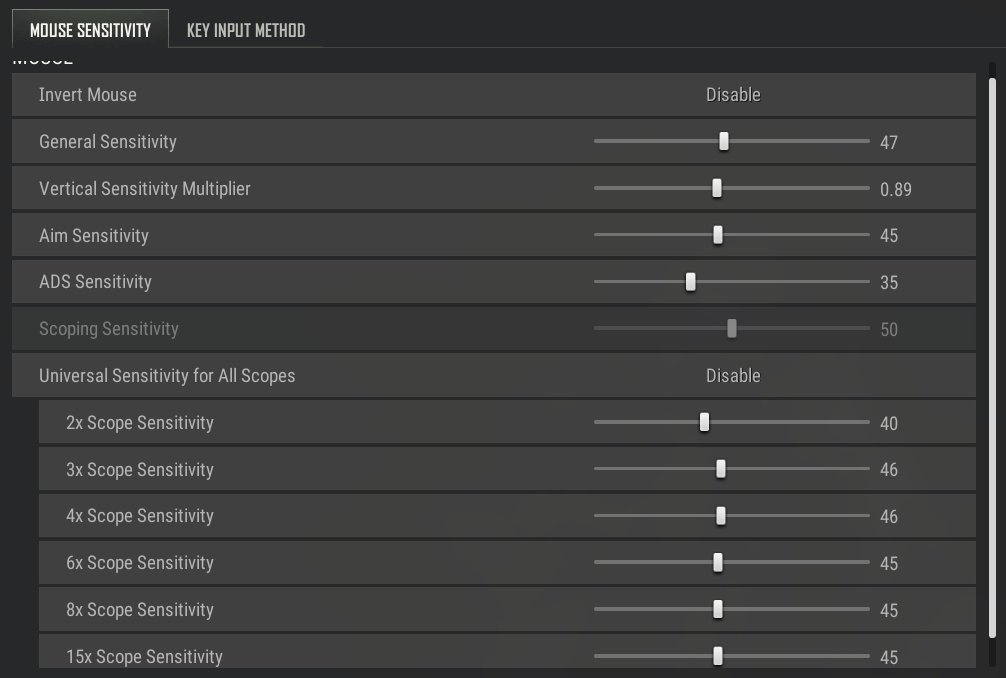 MOUSE SENSITIVITY KEY INPUT METHOD
MOUSE
Invert Mouse Disable
General Sensitivity 47
Vertical Sensitivity Multiplier 0.89
Aim Sensitivity 45
ADS Sensitivity 35
Scoping Sensitivity 50
Universal Sensitivity for All Scopes Disable
2x Scope Sensitivity 40
3x Scope Sensitivity 46
4x Scope Sensitivity 46
6x Scope Sensitivity 45
8x Scope Sensitivity 45
15x Scope Sensitivity 45